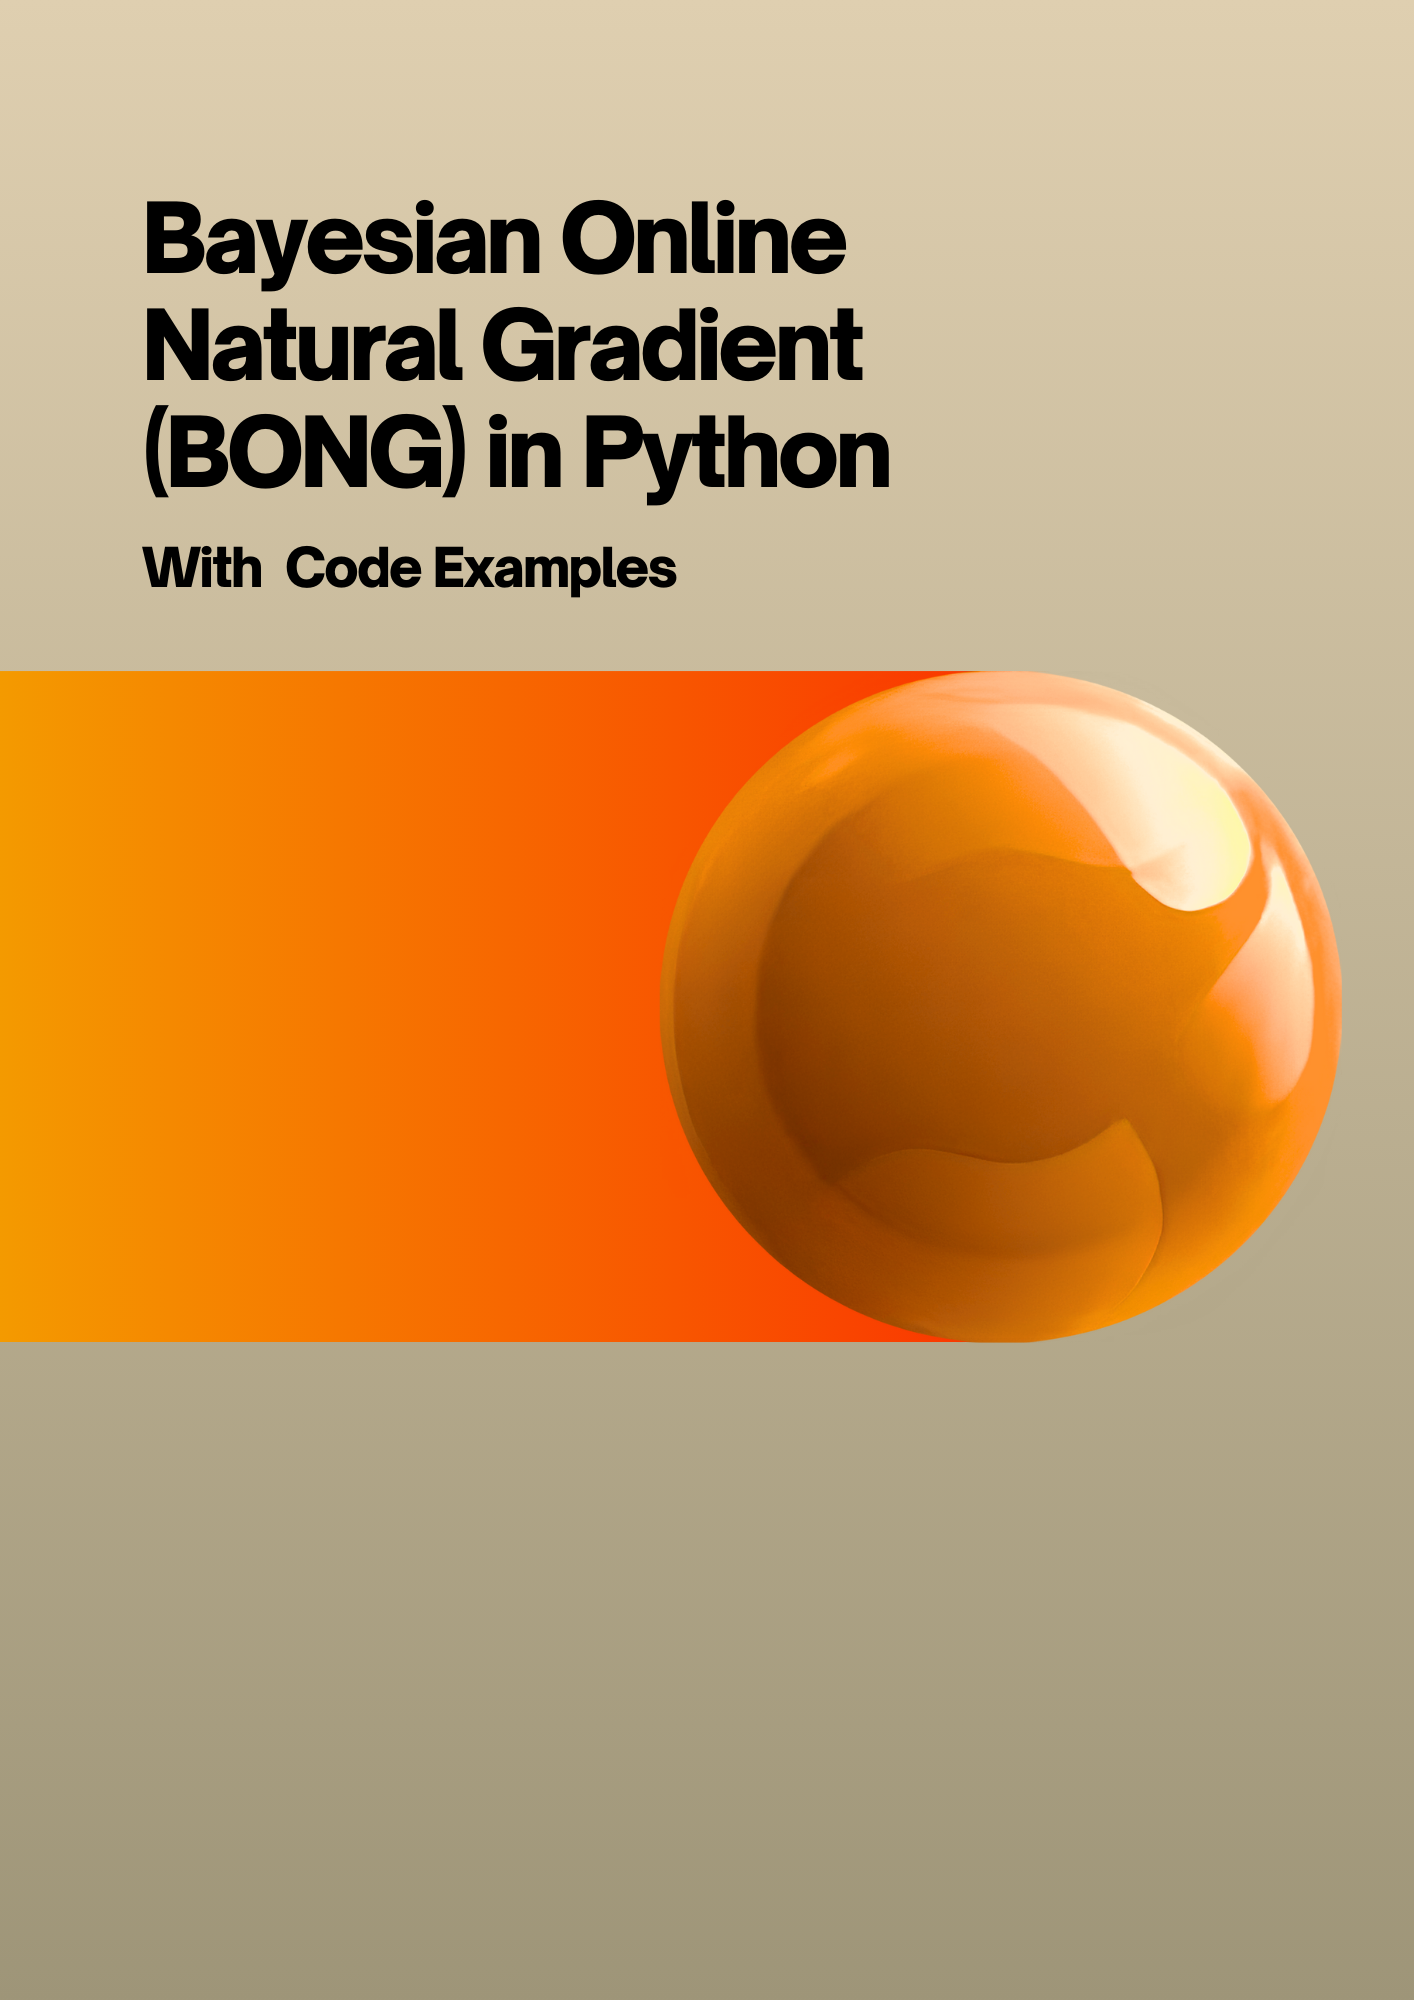 Bayesian Online
Natural Gradient
(BONG) in Python
With Code Examples